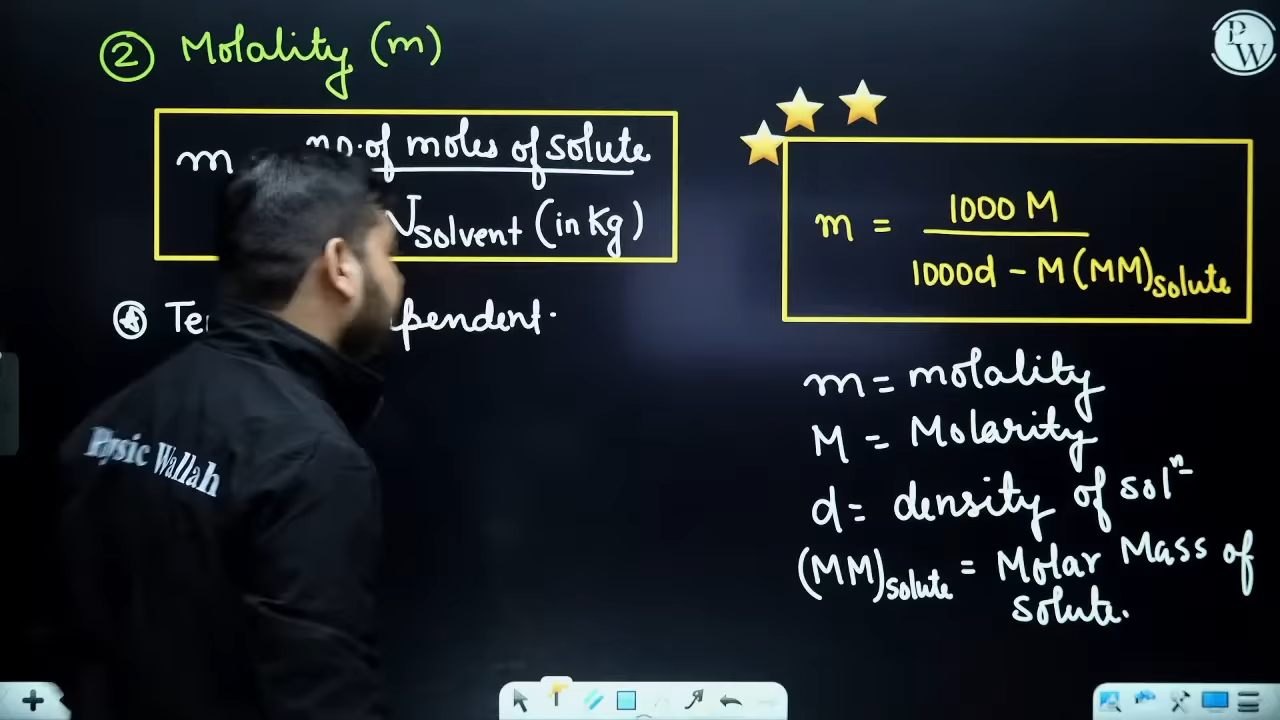 ② Molality (m)
m no. of moles of solute
solvent (in Kg)
pendent.
m = 1000 M
1000d - M (MM)solute
m = molality
M = Molarity
d = density of solⁿ
(MM)solute = Molar Mass of
solute.
Physic Wallah
PW